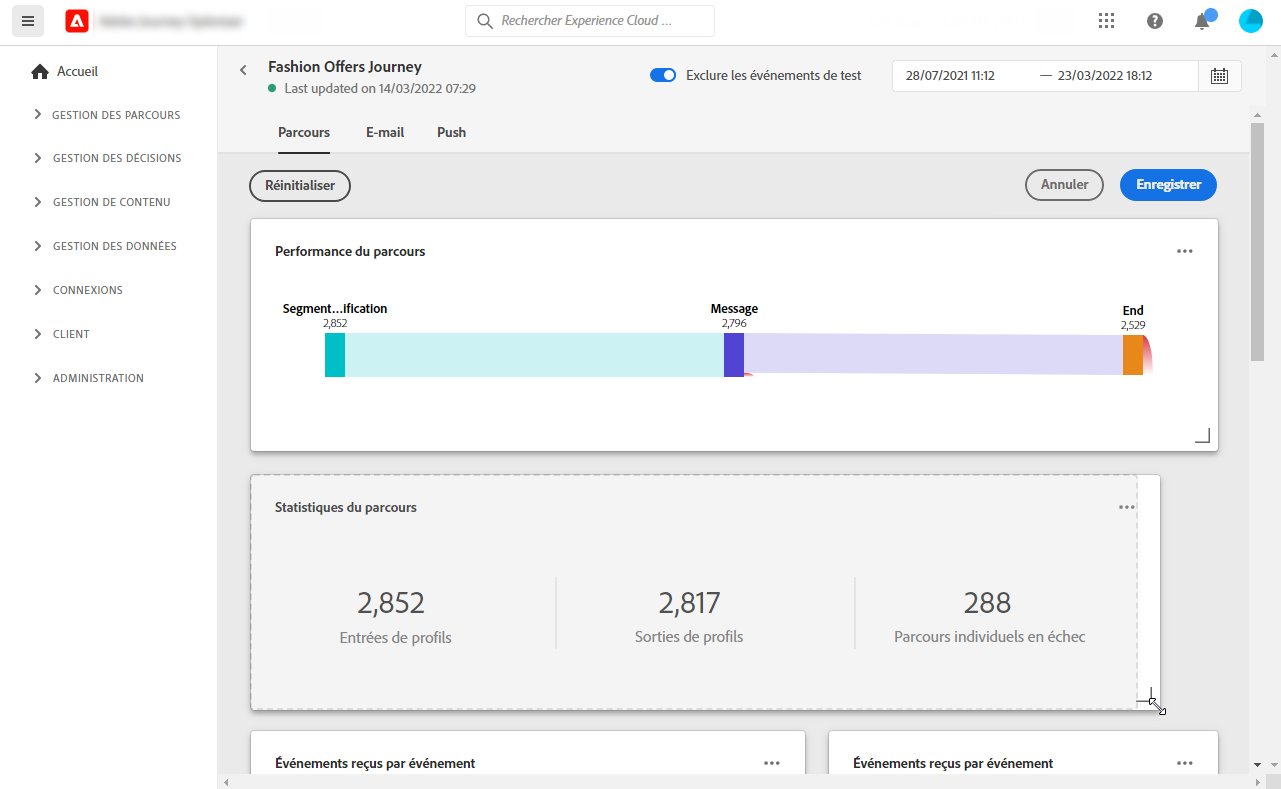 Rechercher Experience Cloud ...
Accueil
GESTION DES PARCOURS
GESTION DES DÉCISIONS
GESTION DE CONTENU
GESTION DES DONNÉES
CONNEXIONS
CLIENT
ADMINISTRATION
Fashion Offers Journey
Last updated on 14/03/2022 07:29
Exclure les événements de test
28/07/2021 11:12 — 23/03/2022 18:12
Parcours E-mail Push
Réinitialiser
Annuler Enregistrer
Performance du parcours
Segment...ification
2,852
Message
2,796
End
2,529
Statistiques du parcours
2,852
Entrées de profils
2,817
Sorties de profils
288
Parcours individuels en échec
Événements reçus par événement
Événements reçus par événement